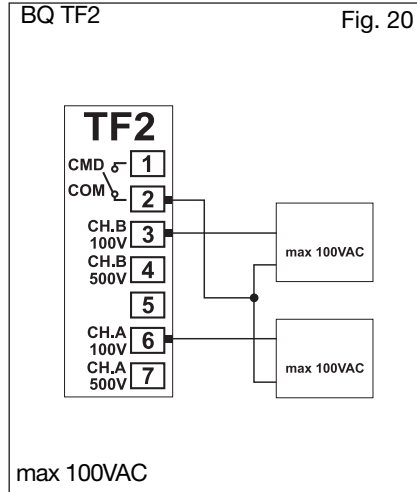 BQ TF2
Fig. 20
TF2
CMD
1
COM
2
CH.B
100V
3
CH.B
500V
4
5
CH.A
100V
6
CH.A
500V
7
max 100VAC
max 100VAC
max 100VAC